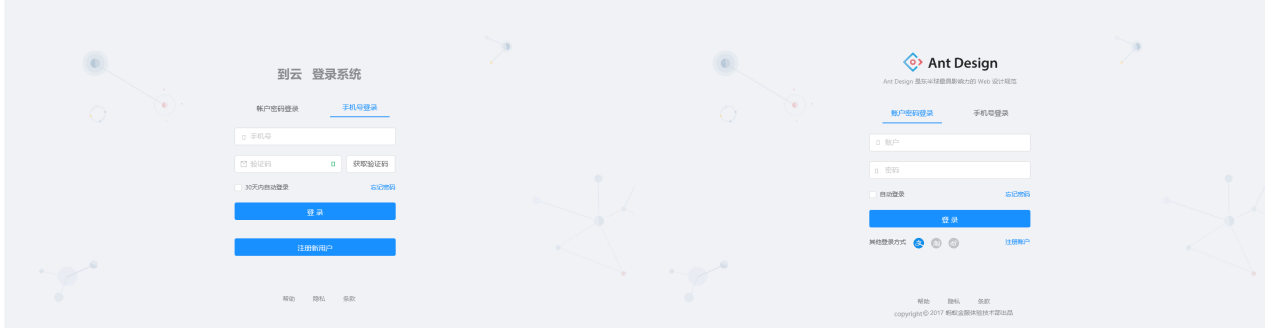 到云 登录系统
帐户密码登录 手机号登录
手机号
验证码 获取验证码
30天内自动登录 忘记密码
登 录
注册新用户
帮助 隐私 条款
Ant Design
Ant Design 是西湖区最具影响力的 Web 设计规范
账户密码登录 手机号登录
账户
密码
自动登录 忘记密码
登 录
其他登录方式 支 淘 注册账户
帮助 隐私 条款
copyright© 2017 蚂蚁金服体验技术部出品